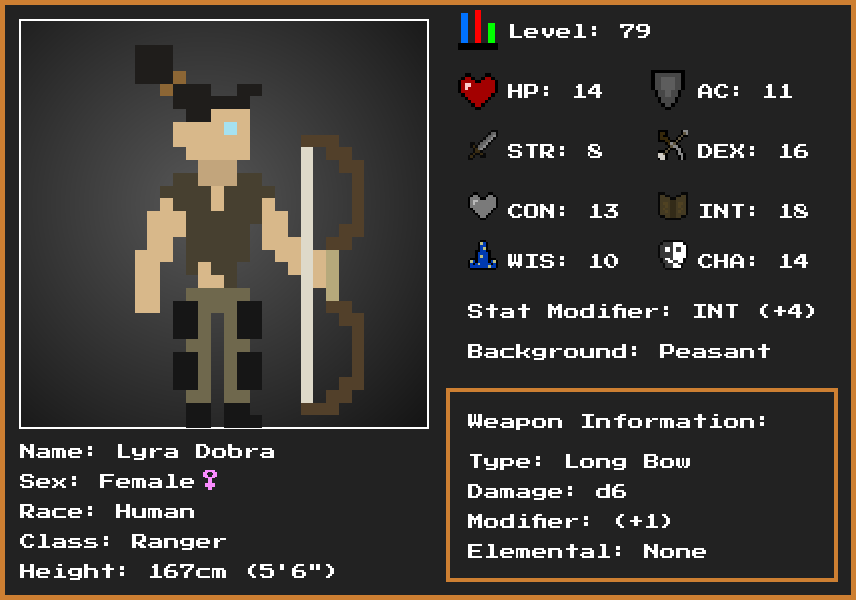 Level: 79
HP: 14
AC: 11
STR: 8
DEX: 16
CON: 13
INT: 18
WIS: 10
CHA: 14
Stat Modifier: INT (+4)
Background: Peasant
Weapon Information:
Type: Long Bow
Damage: d6
Modifier: (+1)
Elemental: None
Name: Lyra Dobra
Sex: Female♀
Race: Human
Class: Ranger
Height: 167cm (5'6")